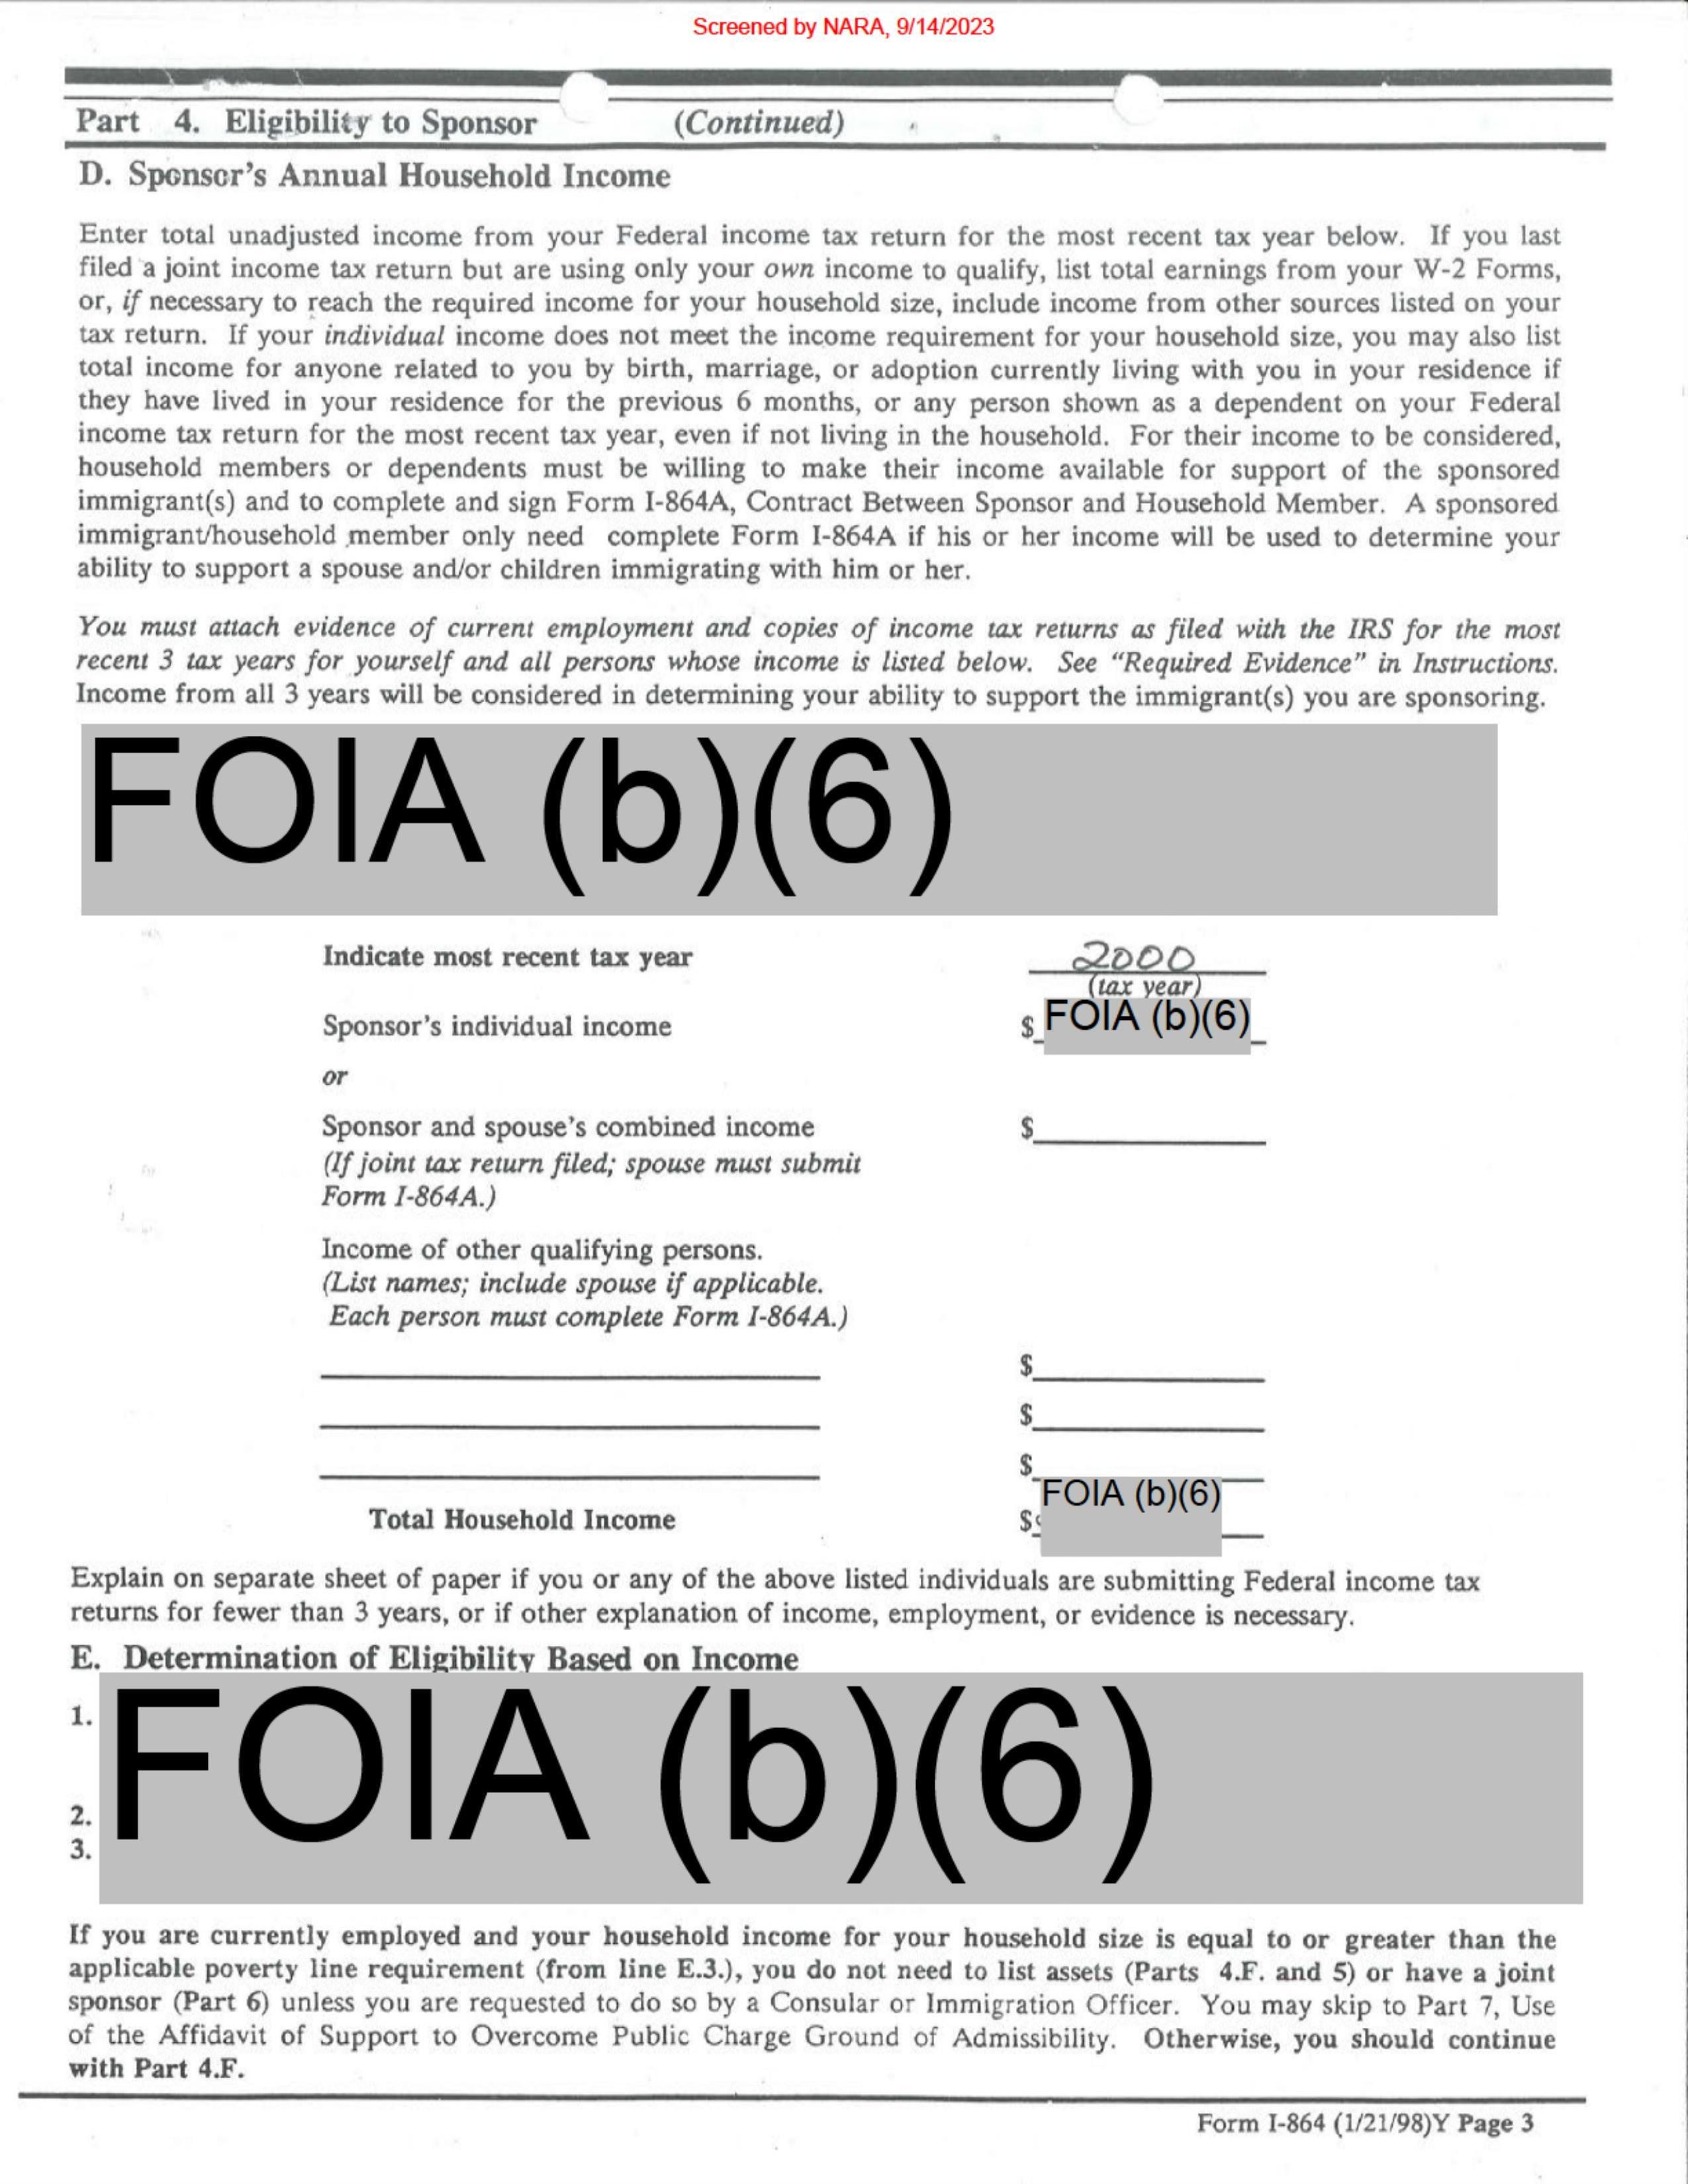 Screened by NARA, 9/14/2023
Part 4. Eligibility to Sponsor (Continued)
D. Sponsor's Annual Household Income
Enter total unadjusted income from your Federal income tax return for the most recent tax year below. If you last
filed a joint income tax return but are using only your own income to qualify, list total earnings from your W-2 Forms,
or, if necessary to reach the required income for your household size, include income from other sources listed on your
tax return. If your individual income does not meet the income requirement for your household size, you may also list
total income for anyone related to you by birth, marriage, or adoption currently living with you in your residence if
they have lived in your residence for the previous 6 months, or any person shown as a dependent on your Federal
income tax return for the most recent tax year, even if not living in the household. For their income to be considered,
household members or dependents must be willing to make their income available for support of the sponsored
immigrant(s) and to complete and sign Form I-864A, Contract Between Sponsor and Household Member. A sponsored
immigrant/household member only need complete Form I-864A if his or her income will be used to determine your
ability to support a spouse and/or children immigrating with him or her.
You must attach evidence of current employment and copies of income tax returns as filed with the IRS for the most
recent 3 tax years for yourself and all persons whose income is listed below. See "Required Evidence" in Instructions.
Income from all 3 years will be considered in determining your ability to support the immigrant(s) you are sponsoring.
FOIA (b)(6)
Indicate most recent tax year 2000
(tax year)
Sponsor's individual income $ FOIA (b)(6)
or
Sponsor and spouse's combined income $
(If joint tax return filed; spouse must submit
Form I-864A.)
Income of other qualifying persons.
(List names; include spouse if applicable.
Each person must complete Form I-864A.)
$
$
$
Total Household Income $ FOIA (b)(6)
Explain on separate sheet of paper if you or any of the above listed individuals are submitting Federal income tax
returns for fewer than 3 years, or if other explanation of income, employment, or evidence is necessary.
E. Determination of Eligibility Based on Income
1. FOIA (b)(6)
2.
3.
If you are currently employed and your household income for your household size is equal to or greater than the
applicable poverty line requirement (from line E.3.), you do not need to list assets (Parts 4.F. and 5) or have a joint
sponsor (Part 6) unless you are requested to do so by a Consular or Immigration Officer. You may skip to Part 7, Use
of the Affidavit of Support to Overcome Public Charge Ground of Admissibility. Otherwise, you should continue
with Part 4.F.
Form I-864 (1/21/98)Y Page 3